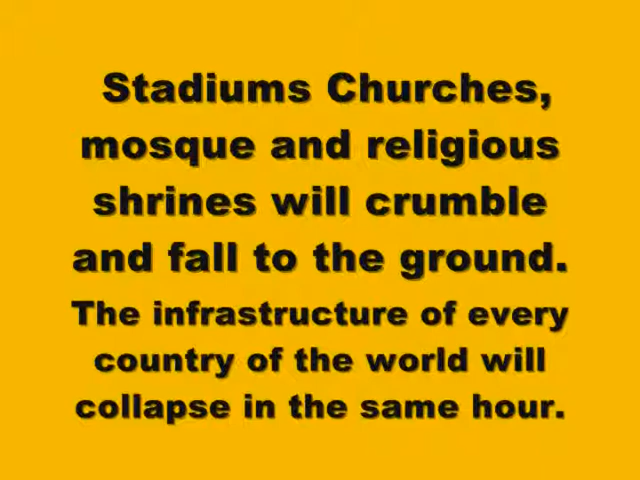 Stadiums Churches,
mosque and religious
shrines will crumble
and fall to the ground.
The infrastructure of every
country of the world will
collapse in the same hour.